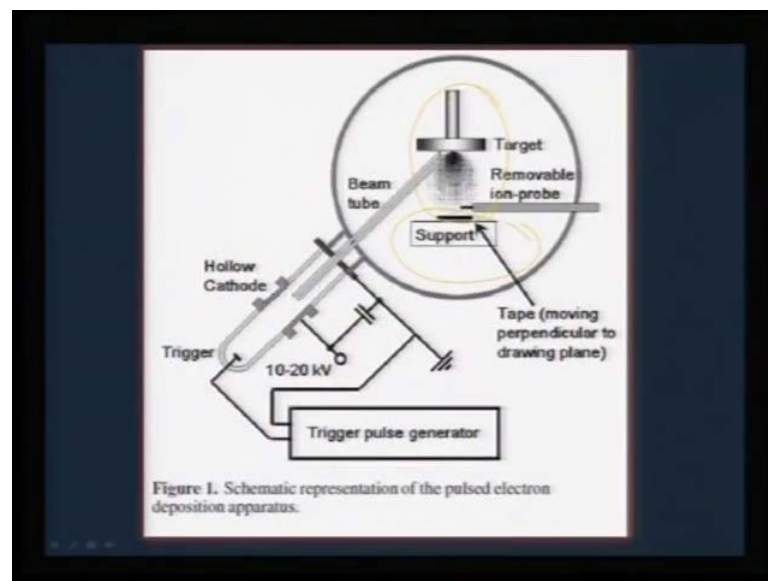 Target
Removable
ion-probe
Beam
tube
Support
Hollow
Cathode
Tape (moving
perpendicular to
drawing plane)
Trigger
10-20 kV
Trigger pulse generator
Figure 1. Schematic representation of the pulsed electron
deposition apparatus.